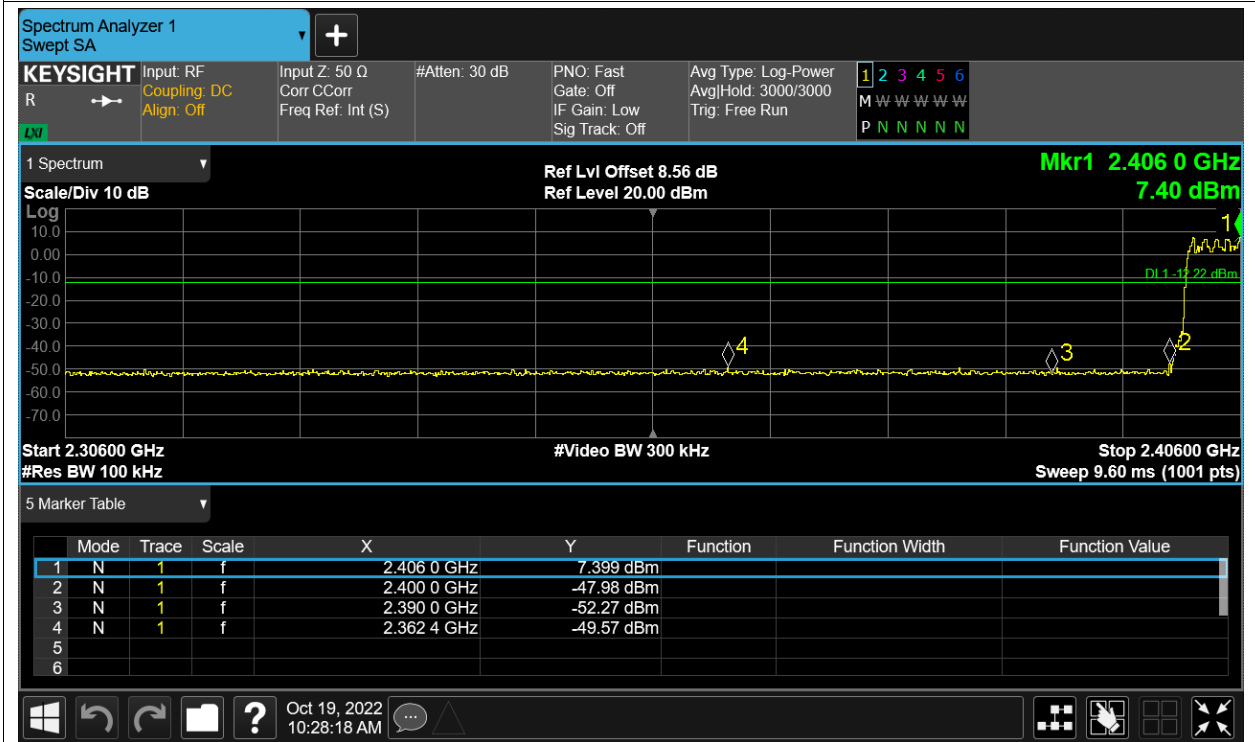 Spectrum Analyzer 1
Swept SA
+
KEYSIGHT Input: RF Input Z: 50 Ω #Atten: 30 dB PNO: Fast Avg Type: Log-Power 1 2 3 4 5 6
R Coupling: DC Corr CCorr Gate: Off Avg|Hold: 3000/3000 M W W W W W W
Align: Off Freq Ref: Int (S) IF Gain: Low Trig: Free Run
LXI Sig Track: Off P N N N N N N
1 Spectrum Ref Lvl Offset 8.56 dB Mkr1 2.406 0 GHz
Scale/Div 10 dB Ref Level 20.00 dBm 7.40 dBm
Log
1
10.0
0.00
-10.0 DL1 -12.22 dBm
-20.0
-30.0
-40.0 4 3 2
-50.0
-60.0
-70.0
Start 2.30600 GHz #Video BW 300 kHz Stop 2.40600 GHz
#Res BW 100 kHz Sweep 9.60 ms (1001 pts)
5 Marker Table
Mode Trace Scale X Y Function Function Width Function Value
1 N 1 f 2.406 0 GHz 7.399 dBm
2 N 1 f 2.400 0 GHz -47.98 dBm
3 N 1 f 2.390 0 GHz -52.27 dBm
4 N 1 f 2.362 4 GHz -49.57 dBm
5
6
? Oct 19, 2022
10:28:18 AM